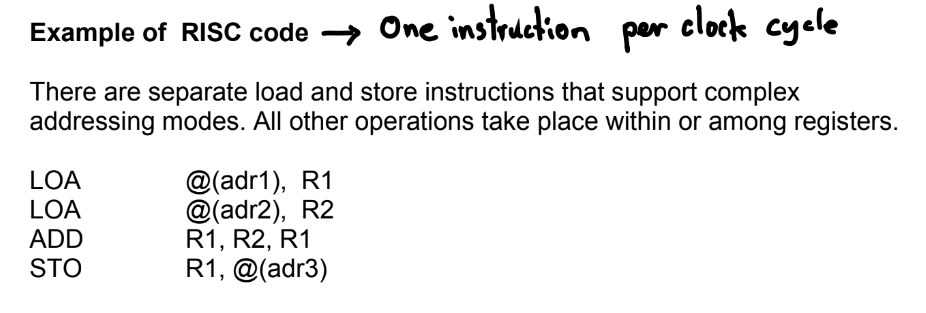 Example of RISC code → One instruction per clock cycle
There are separate load and store instructions that support complex
addressing modes. All other operations take place within or among registers.
LOA @(adr1), R1
LOA @(adr2), R2
ADD R1, R2, R1
STO R1, @(adr3)